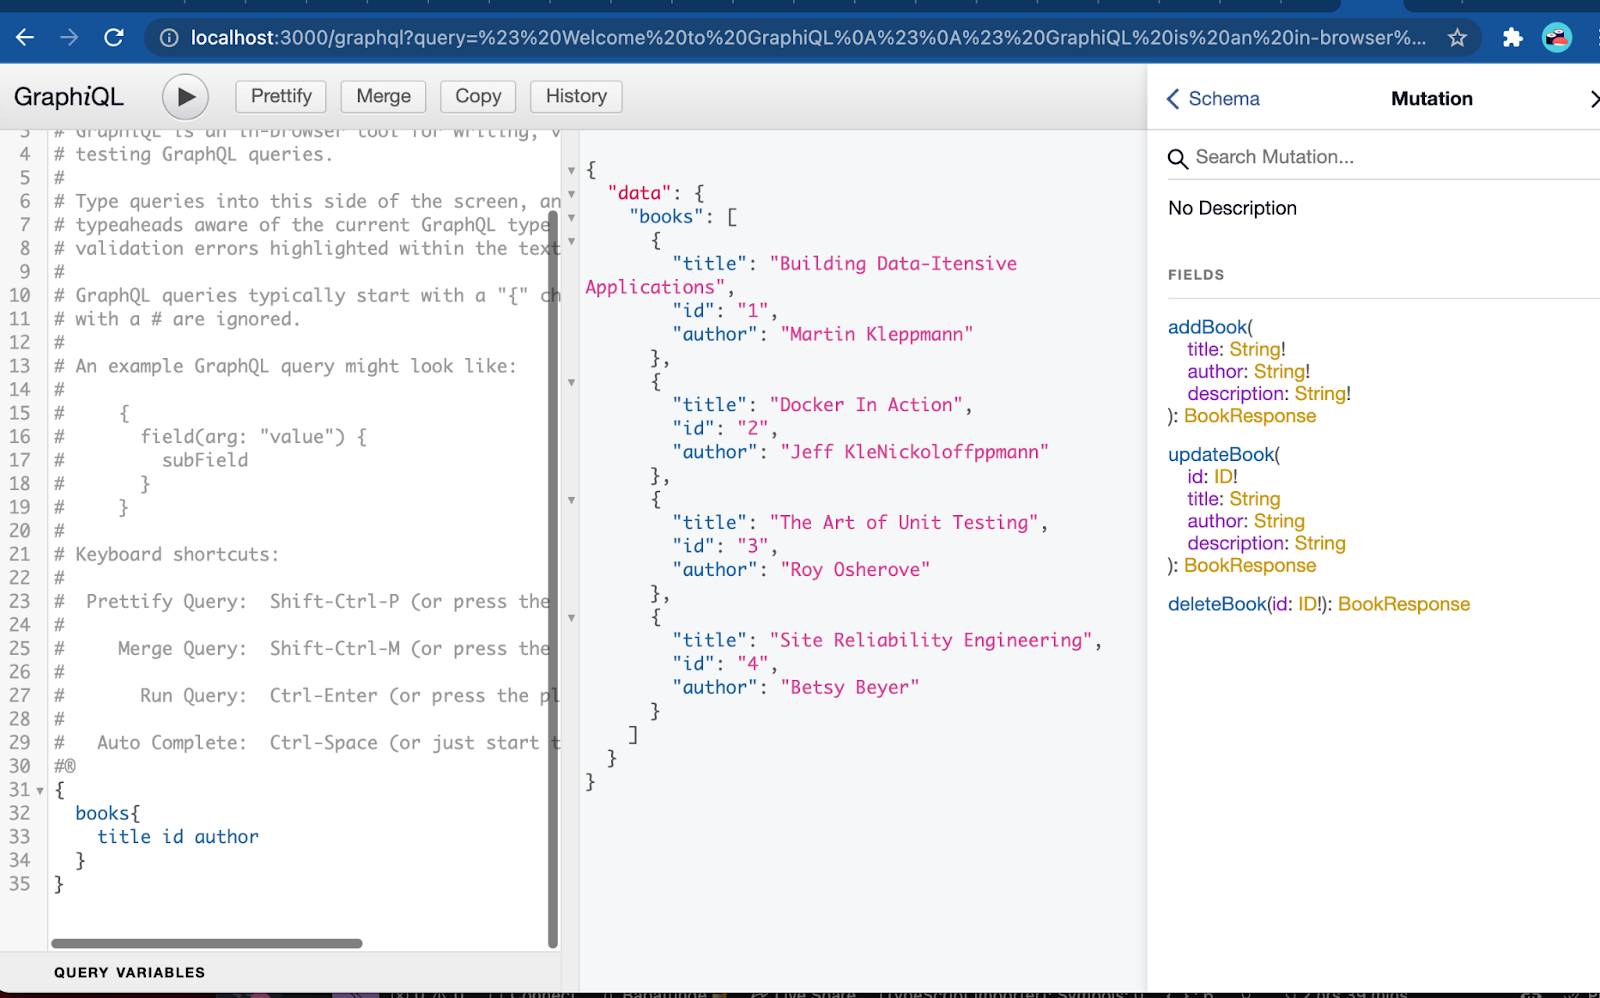 localhost:3000/graphql?query=%23%20Welcome%20to%20GraphiQL%0A%23%0A%23%20GraphiQL%20is%20an%20in-browser%...
GraphiQL
Prettify
Merge
Copy
History
3 # GraphiQL is an in-browser tool for writing, v
4 # testing GraphQL queries.
5 #
6 # Type queries into this side of the screen, an
7 # typeaheads aware of the current GraphQL type
8 # validation errors highlighted within the text
9 #
10 # GraphQL queries typically start with a "{" ch
11 # with a # are ignored.
12 #
13 # An example GraphQL query might look like:
14 #
15 #     {
16 #       field(arg: "value") {
17 #         subField
18 #       }
19 #     }
20 #
21 # Keyboard shortcuts:
22 #
23 #  Prettify Query:  Shift-Ctrl-P (or press the
24 #
25 #     Merge Query:  Shift-Ctrl-M (or press the
26 #
27 #       Run Query:  Ctrl-Enter (or press the pl
28 #
29 #   Auto Complete:  Ctrl-Space (or just start t
30 #®
31 {
32   books{
33     title id author
34   }
35 }
QUERY VARIABLES
{
"data": {
"books": [
{
"title": "Building Data-Itensive
Applications",
"id": "1",
"author": "Martin Kleppmann"
},
{
"title": "Docker In Action",
"id": "2",
"author": "Jeff KleNickoloffppmann"
},
{
"title": "The Art of Unit Testing",
"id": "3",
"author": "Roy Osherove"
},
{
"title": "Site Reliability Engineering",
"id": "4",
"author": "Betsy Beyer"
}
]
}
}
Schema
Mutation
Search Mutation...
No Description
FIELDS
addBook(
title: String!
author: String!
description: String!
): BookResponse
updateBook(
id: ID!
title: String
author: String
description: String
): BookResponse
deleteBook(id: ID!): BookResponse